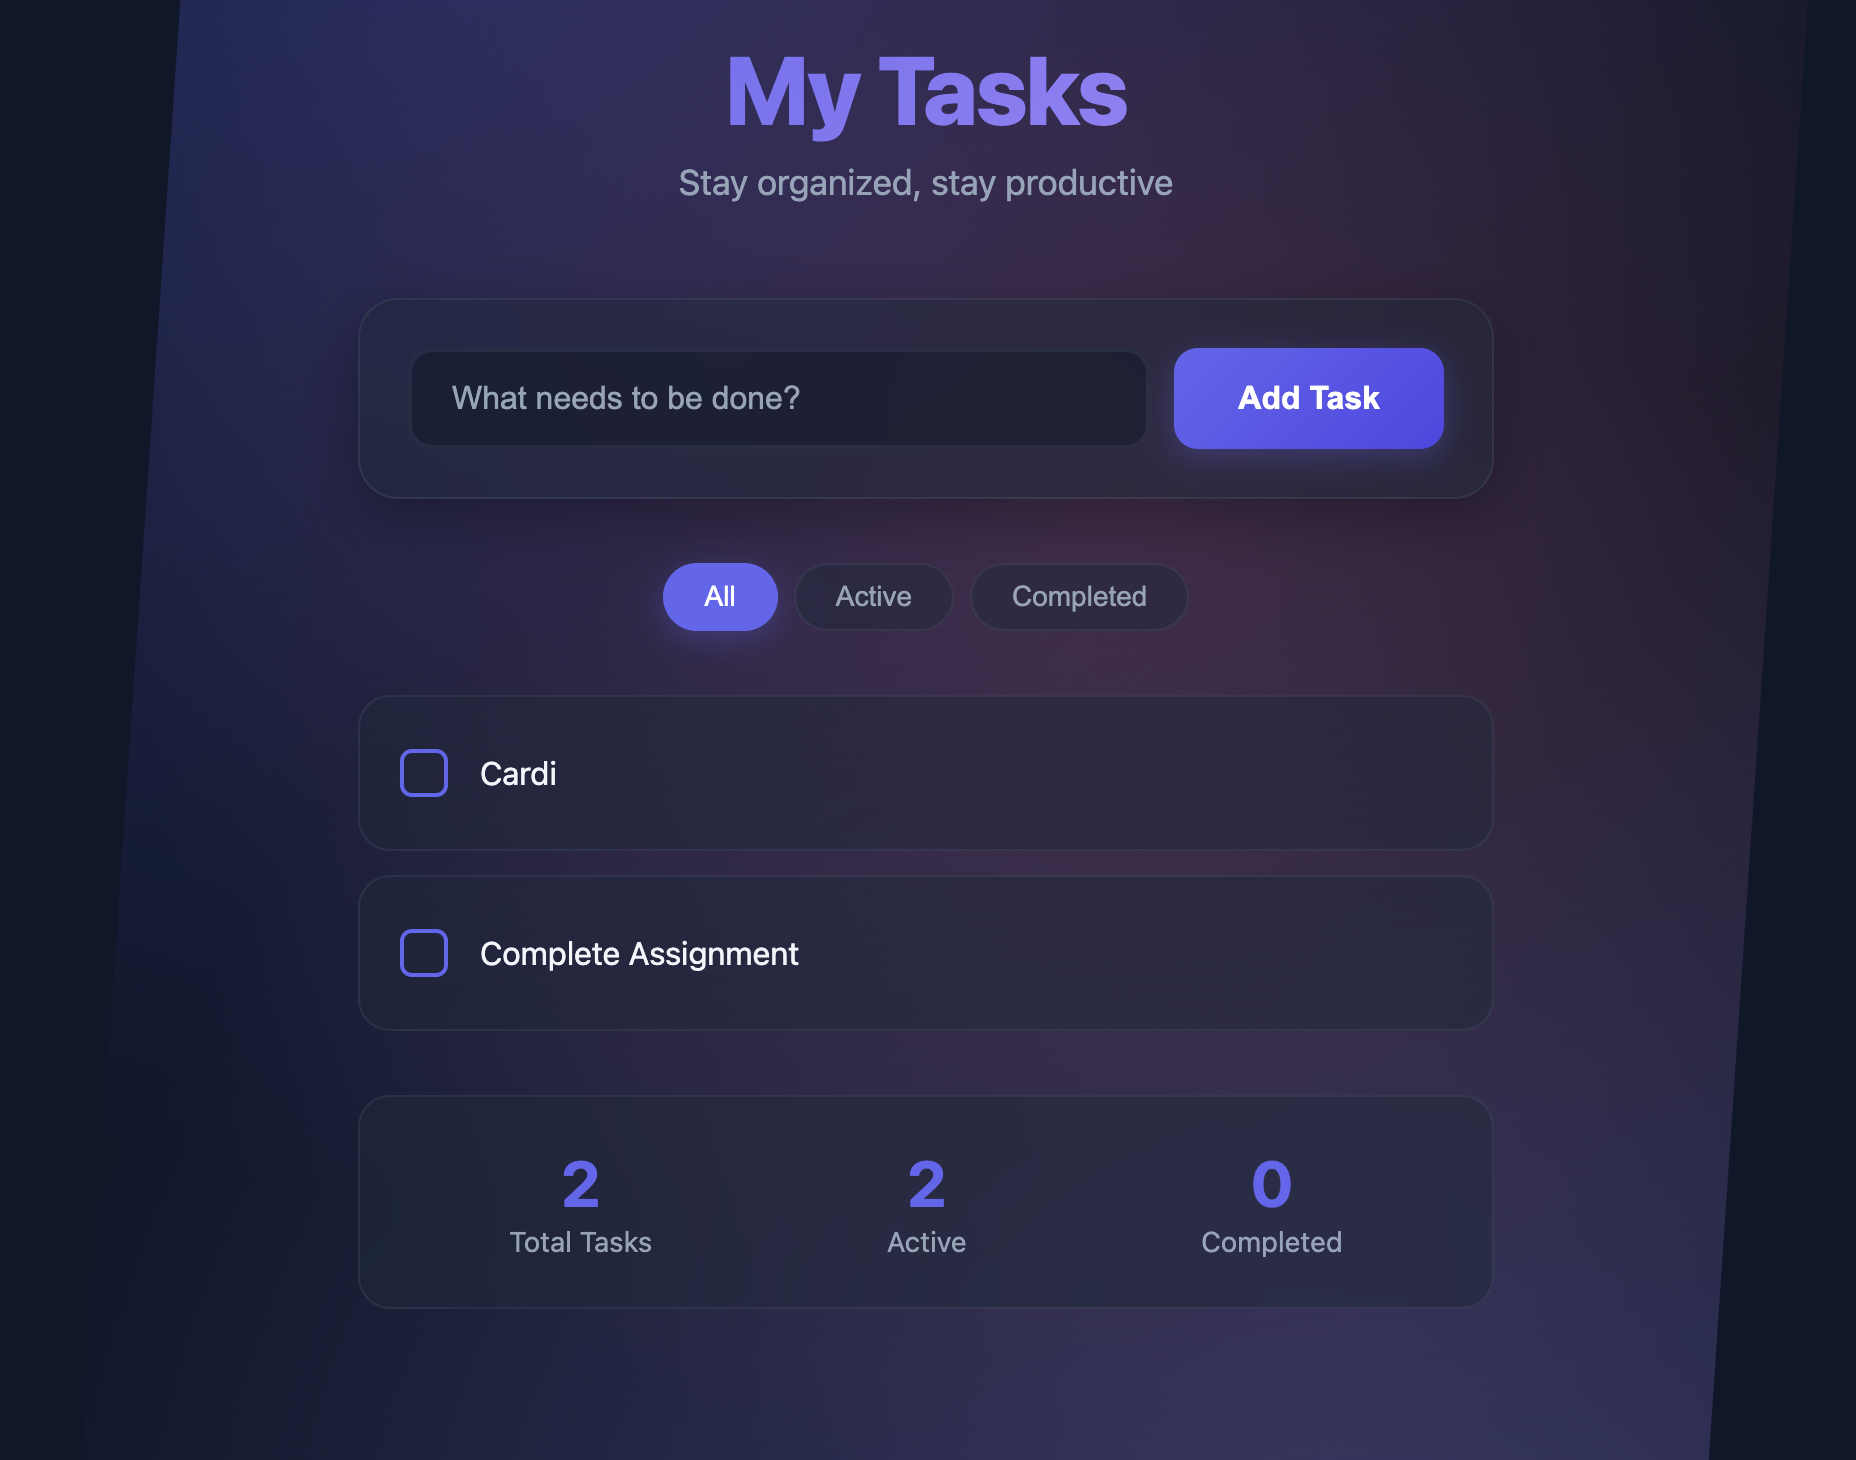 My Tasks
Stay organized, stay productive
What needs to be done?
Add Task
All
Active
Completed
Cardi
Complete Assignment
2
Total Tasks
2
Active
0
Completed